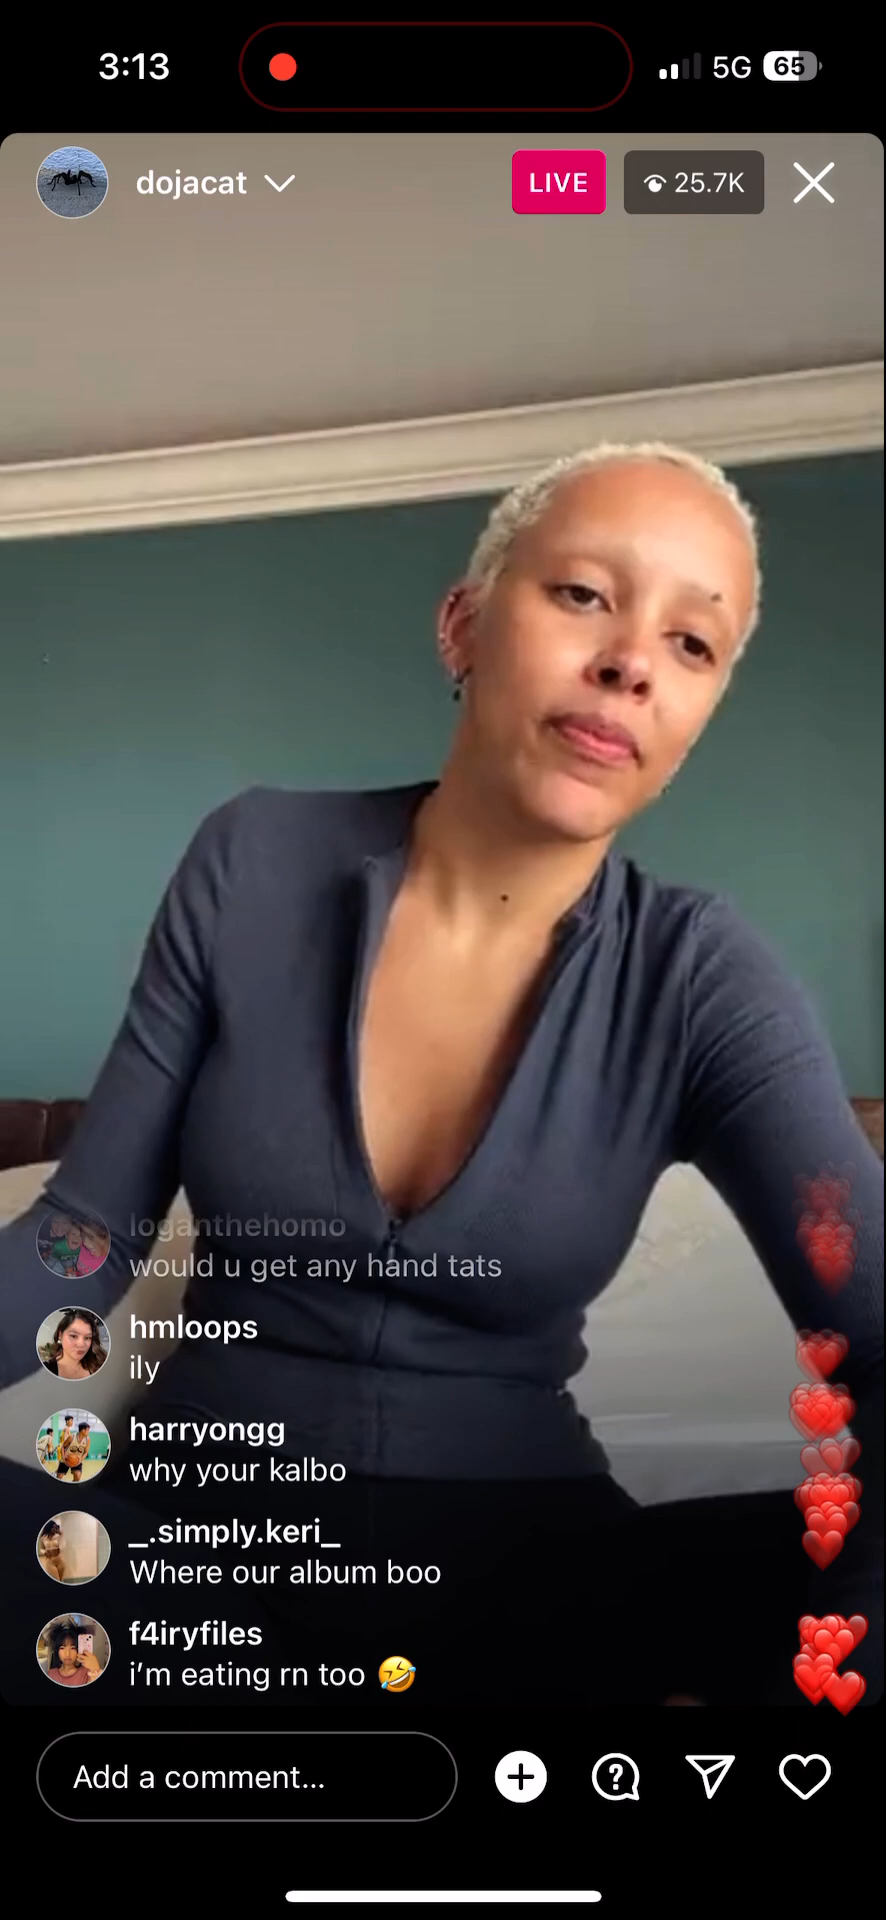 3:13
5G
65
dojacat
LIVE
25.7K
loganthehomo
would u get any hand tats
hmloops
ily
harryongg
why your kalbo
_.simply.keri_
Where our album boo
f4iryfiles
i’m eating rn too 🤣
Add a comment...